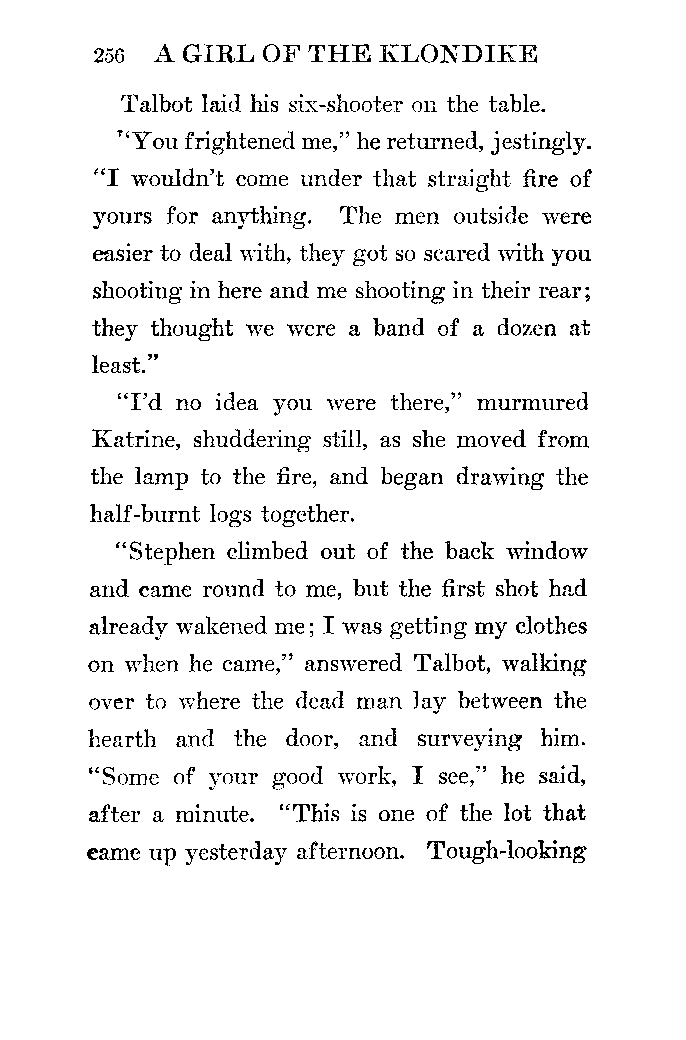 256 A GIRL OF THE KLONDIKE
Talbot laid his six-shooter on the table.
"You frightened me," he returned, jestingly.
"I wouldn't come under that straight fire of
yours for anything. The men outside were
easier to deal with, they got so scared with you
shooting in here and me shooting in their rear;
they thought we were a band of a dozen at
least."
"I'd no idea you were there," murmured
Katrine, shuddering still, as she moved from
the lamp to the fire, and began drawing the
half-burnt logs together.
"Stephen climbed out of the back window
and came round to me, but the first shot had
already wakened me; I was getting my clothes
on when he came," answered Talbot, walking
over to where the dead man lay between the
hearth and the door, and surveying him.
"Some of your good work, I see," he said,
after a minute. "This is one of the lot that
came up yesterday afternoon. Tough-looking